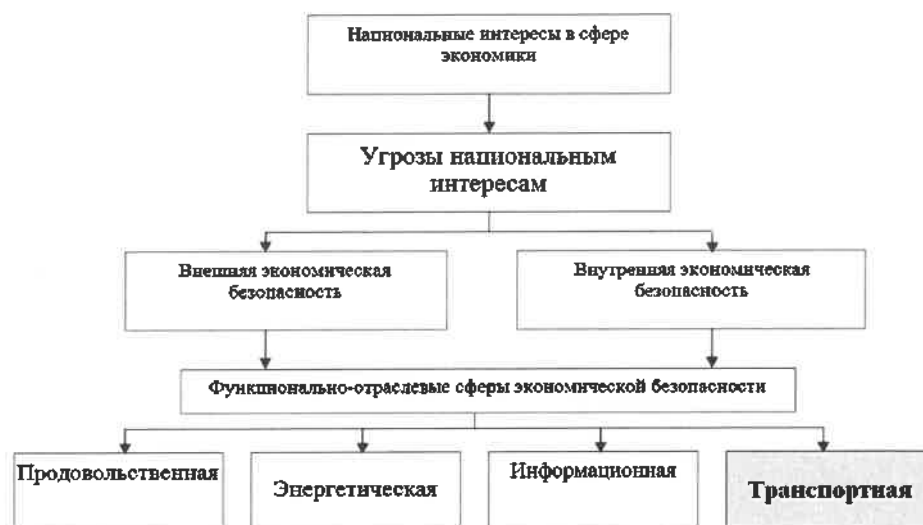 Национальные интересы в сфере
экономики
Угрозы национальным
интересам
Внешняя экономическая
безопасность
Внутренняя экономическая
безопасность
Функционально-отраслевые сферы экономической безопасности
Продовольственная
Энергетическая
Информационная
Транспортная